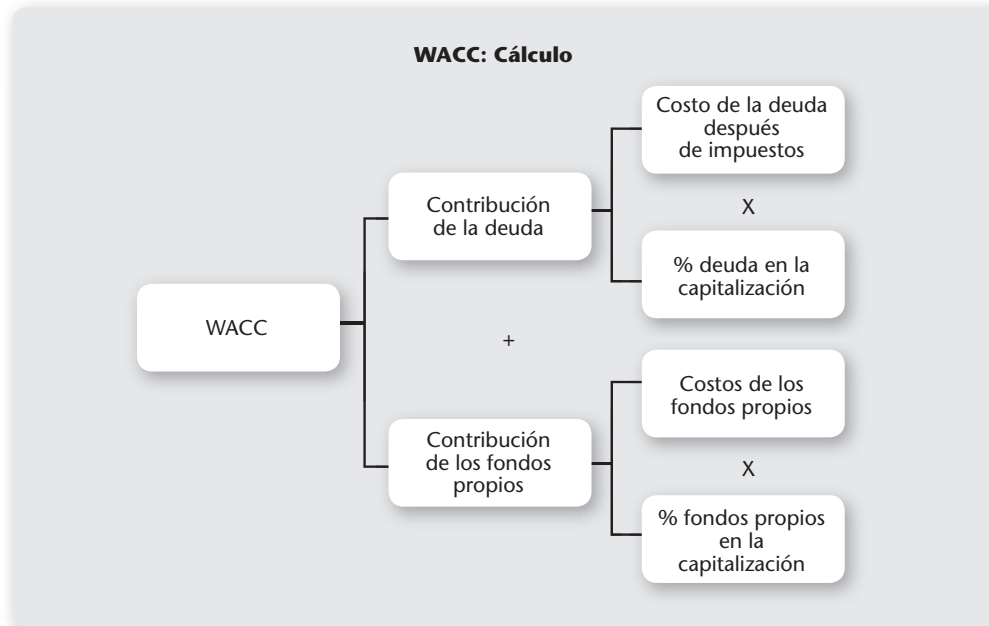 WACC: Cálculo
Costo de la deuda
después
de impuestos
X
Contribución
de la deuda
% deuda en la
capitalización
WACC
+
Costos de los
fondos propios
Contribución
de los fondos
propios
X
% fondos propios
en la
capitalización